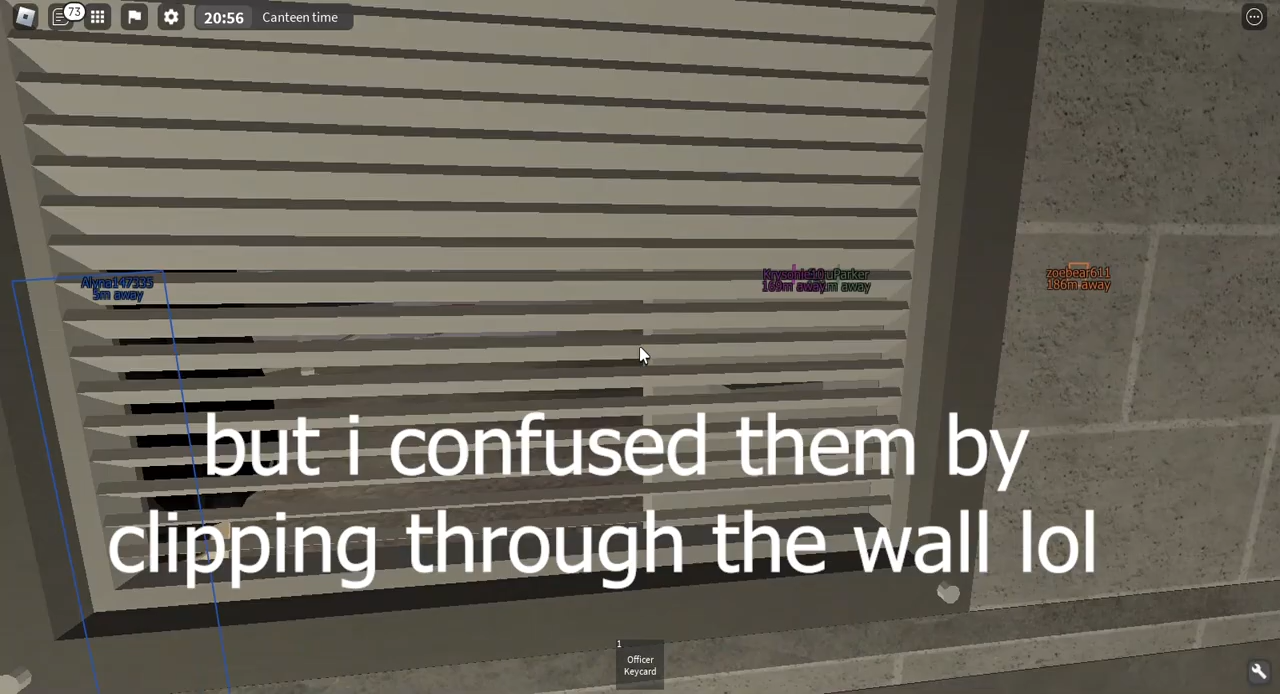 73
20:56 Canteen time
Alyna147335
5m away
zoebear611
186m away
but i confused them by
clipping through the wall lol
1
Officer
Keycard